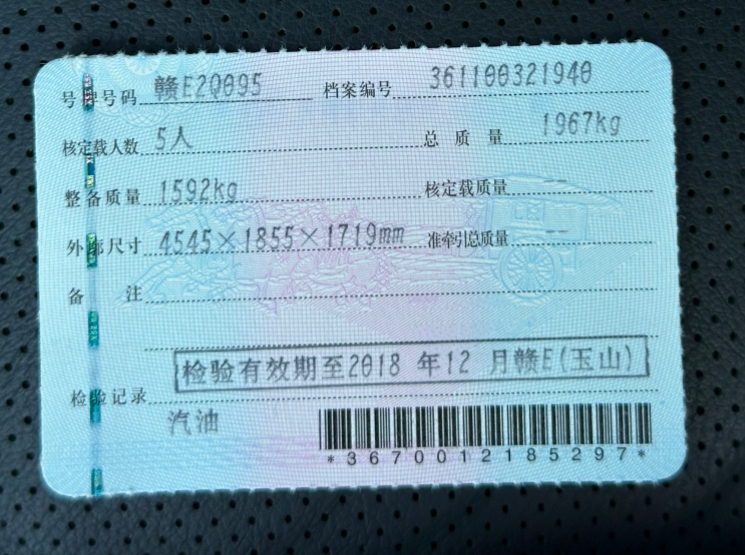 号牌号码 赣E2Q095 档案编号 361100321940
核定载人数 5人 总质量 1967kg
整备质量 1592kg 核定载质量 --
外廓尺寸 4545×1855×1719mm 准牵引总质量 --
备注
检验有效期至2018年12月赣E(玉山)
检验记录
汽油
*3670012185297*